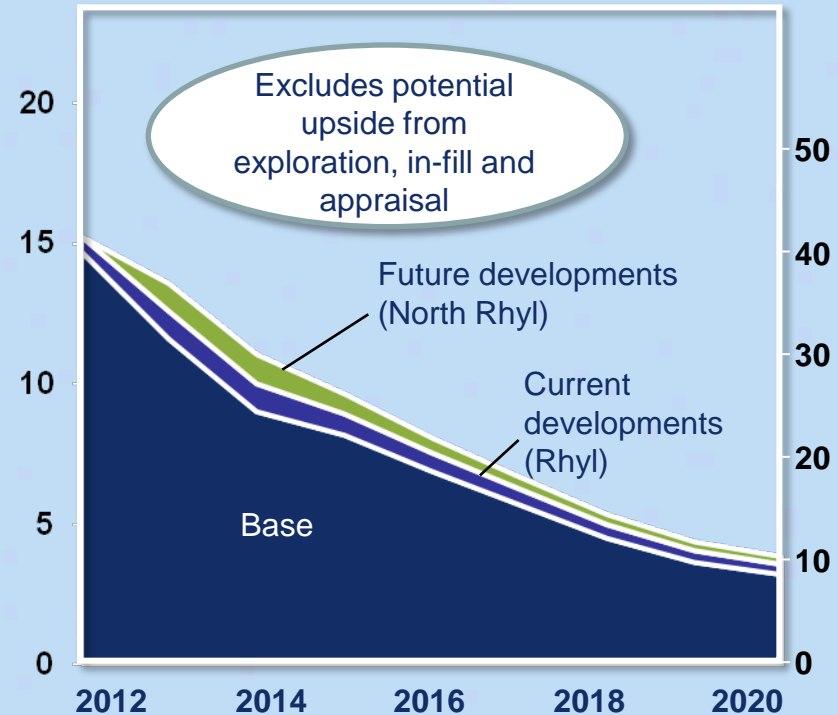 Excludes potential
upside from
exploration, in-fill and
appraisal
20
15
10
5
0
50
40
30
20
10
0
Future developments
(North Rhyl)
Current
developments
(Rhyl)
Base
2012 2014 2016 2018 2020